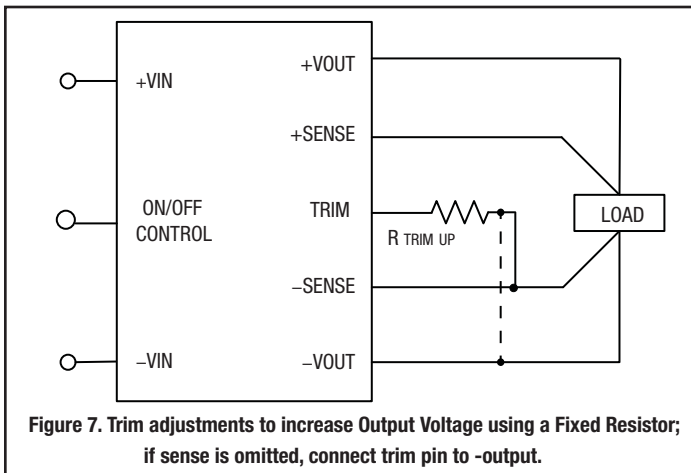 +VIN
ON/OFF
CONTROL
−VIN
+VOUT
+SENSE
TRIM
−SENSE
−VOUT
R TRIM UP
LOAD
Figure 7. Trim adjustments to increase Output Voltage using a Fixed Resistor;
if sense is omitted, connect trim pin to -output.